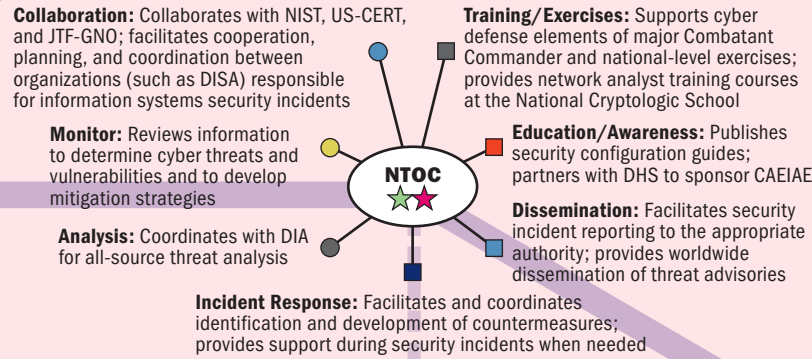 Collaboration: Collaborates with NIST, US-CERT,
and JTF-GNO; facilitates cooperation,
planning, and coordination between
organizations (such as DISA) responsible
for information systems security incidents
Training/Exercises: Supports cyber
defense elements of major Combatant
Commander and national-level exercises;
provides network analyst training courses
at the National Cryptologic School
Monitor: Reviews information
to determine cyber threats and
vulnerabilities and to develop
mitigation strategies
NTOC
Education/Awareness: Publishes
security configuration guides;
partners with DHS to sponsor CAEIAE
Analysis: Coordinates with DIA
for all-source threat analysis
Dissemination: Facilitates security
incident reporting to the appropriate
authority; provides worldwide
dissemination of threat advisories
Incident Response: Facilitates and coordinates
identification and development of countermeasures;
provides support during security incidents when needed